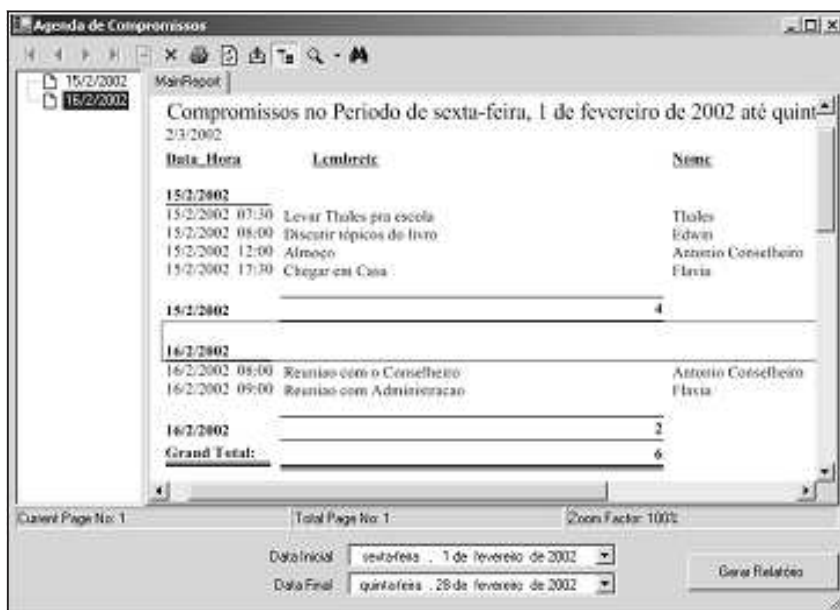 Agenda de Compromissos
15/2/2002
16/2/2002
MainReport
Compromissos no Periodo de sexta-feira, 1 de fevereiro de 2002 até quint
2/3/2002
Data_Hora Lembrete Nome
15/2/2002
15/2/2002 07:30 Levar Thales pra escola Thales
15/2/2002 08:00 Discutir tópicos do livro Edwin
15/2/2002 12:00 Almoço Antonio Conselheiro
15/2/2002 17:30 Chegar em Casa Flavia
15/2/2002 4
16/2/2002
16/2/2002 08:00 Reuniao com o Conselheiro Antonio Conselheiro
16/2/2002 09:00 Reuniao com Administracao Flavia
16/2/2002 2
Grand Total: 6
Current Page No: 1 Total Page No: 1 Zoom Factor: 100%
Data Inicial sexta-feira , 1 de fevereiro de 2002
Data Final quinta-feira , 28 de fevereiro de 2002
Gerar Relatório